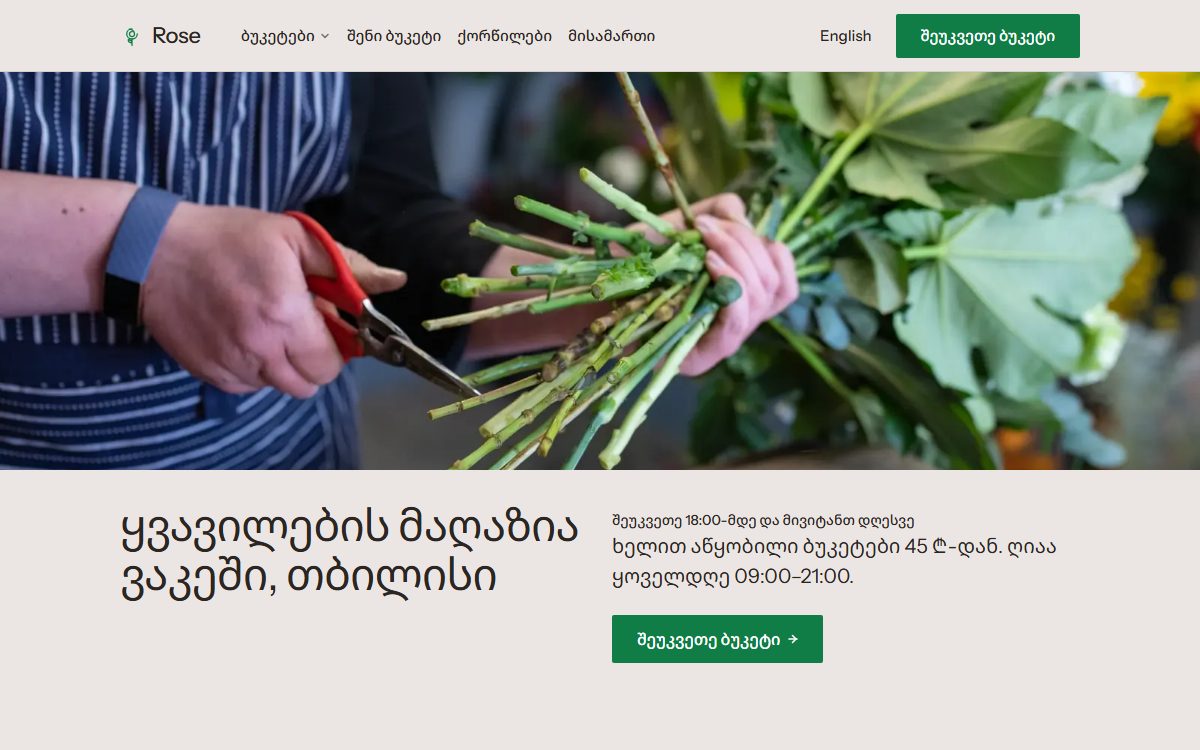 Rose
ბუკეტები
შენი ბუკეტი
ქორწილები
მისამართი
English
შეუკვეთე ბუკეტი
ყვავილების მაღაზია
ვაკეში, თბილისი
შეუკვეთე 18:00-მდე და მივიტანთ დღესვე
ხელით აწყობილი ბუკეტები 45 ₾-დან. ღიაა
ყოველდღე 09:00–21:00.
შეუკვეთე ბუკეტი →